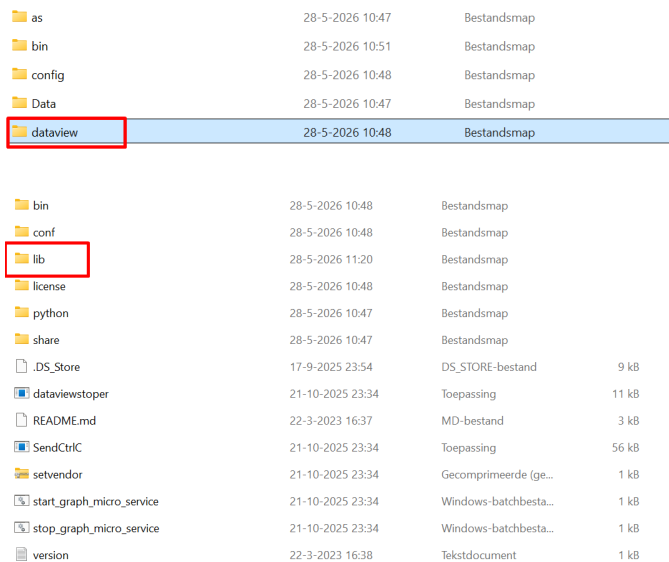 as 28-5-2026 10:47 Bestandsmap
bin 28-5-2026 10:51 Bestandsmap
config 28-5-2026 10:48 Bestandsmap
Data 28-5-2026 10:47 Bestandsmap
dataview 28-5-2026 10:48 Bestandsmap
bin 28-5-2026 10:48 Bestandsmap
conf 28-5-2026 10:48 Bestandsmap
lib 28-5-2026 11:20 Bestandsmap
license 28-5-2026 10:48 Bestandsmap
python 28-5-2026 10:47 Bestandsmap
share 28-5-2026 10:47 Bestandsmap
.DS_Store 17-9-2025 23:54 DS_STORE-bestand 9 kB
dataviewstoper 21-10-2025 23:34 Toepassing 11 kB
README.md 22-3-2023 16:37 MD-bestand 3 kB
SendCtrlC 21-10-2025 23:34 Toepassing 56 kB
setvendor 21-10-2025 23:34 Gecomprimeerde (ge... 1 kB
start_graph_micro_service 21-10-2025 23:34 Windows-batchbesta... 1 kB
stop_graph_micro_service 21-10-2025 23:34 Windows-batchbesta... 1 kB
version 22-3-2023 16:38 Tekstdocument 1 kB